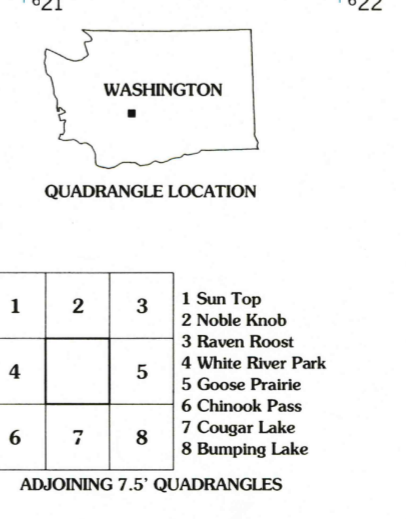 621 622
WASHINGTON
QUADRANGLE LOCATION
1 2 3
4 5
6 7 8
1 Sun Top
2 Noble Knob
3 Raven Roost
4 White River Park
5 Goose Prairie
6 Chinook Pass
7 Cougar Lake
8 Bumping Lake
ADJOINING 7.5' QUADRANGLES